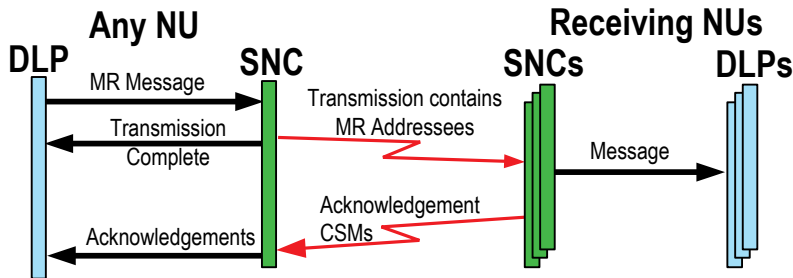 Any NU
Receiving NUs
DLP
SNC
SNCs
DLPs
MR Message
Transmission contains
MR Addressees
Transmission
Complete
Message
Acknowledgement
CSMs
Acknowledgements